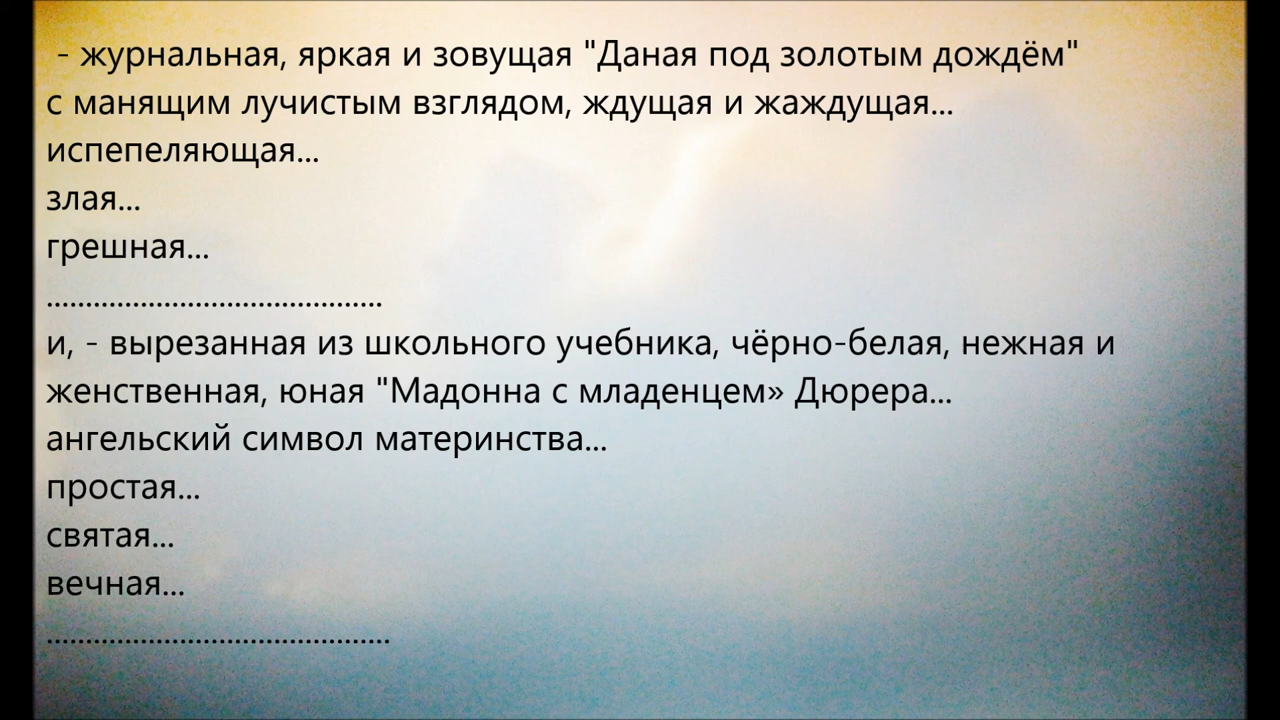 - журнальная, яркая и зовущая "Даная под золотым дождём"
с манящим лучистым взглядом, ждущая и жаждущая...
испепеляющая...
злая...
грешная...
...........................................
и, - вырезанная из школьного учебника, чёрно-белая, нежная и
женственная, юная "Мадонна с младенцем» Дюрера...
ангельский символ материнства...
простая...
святая...
вечная...
............................................